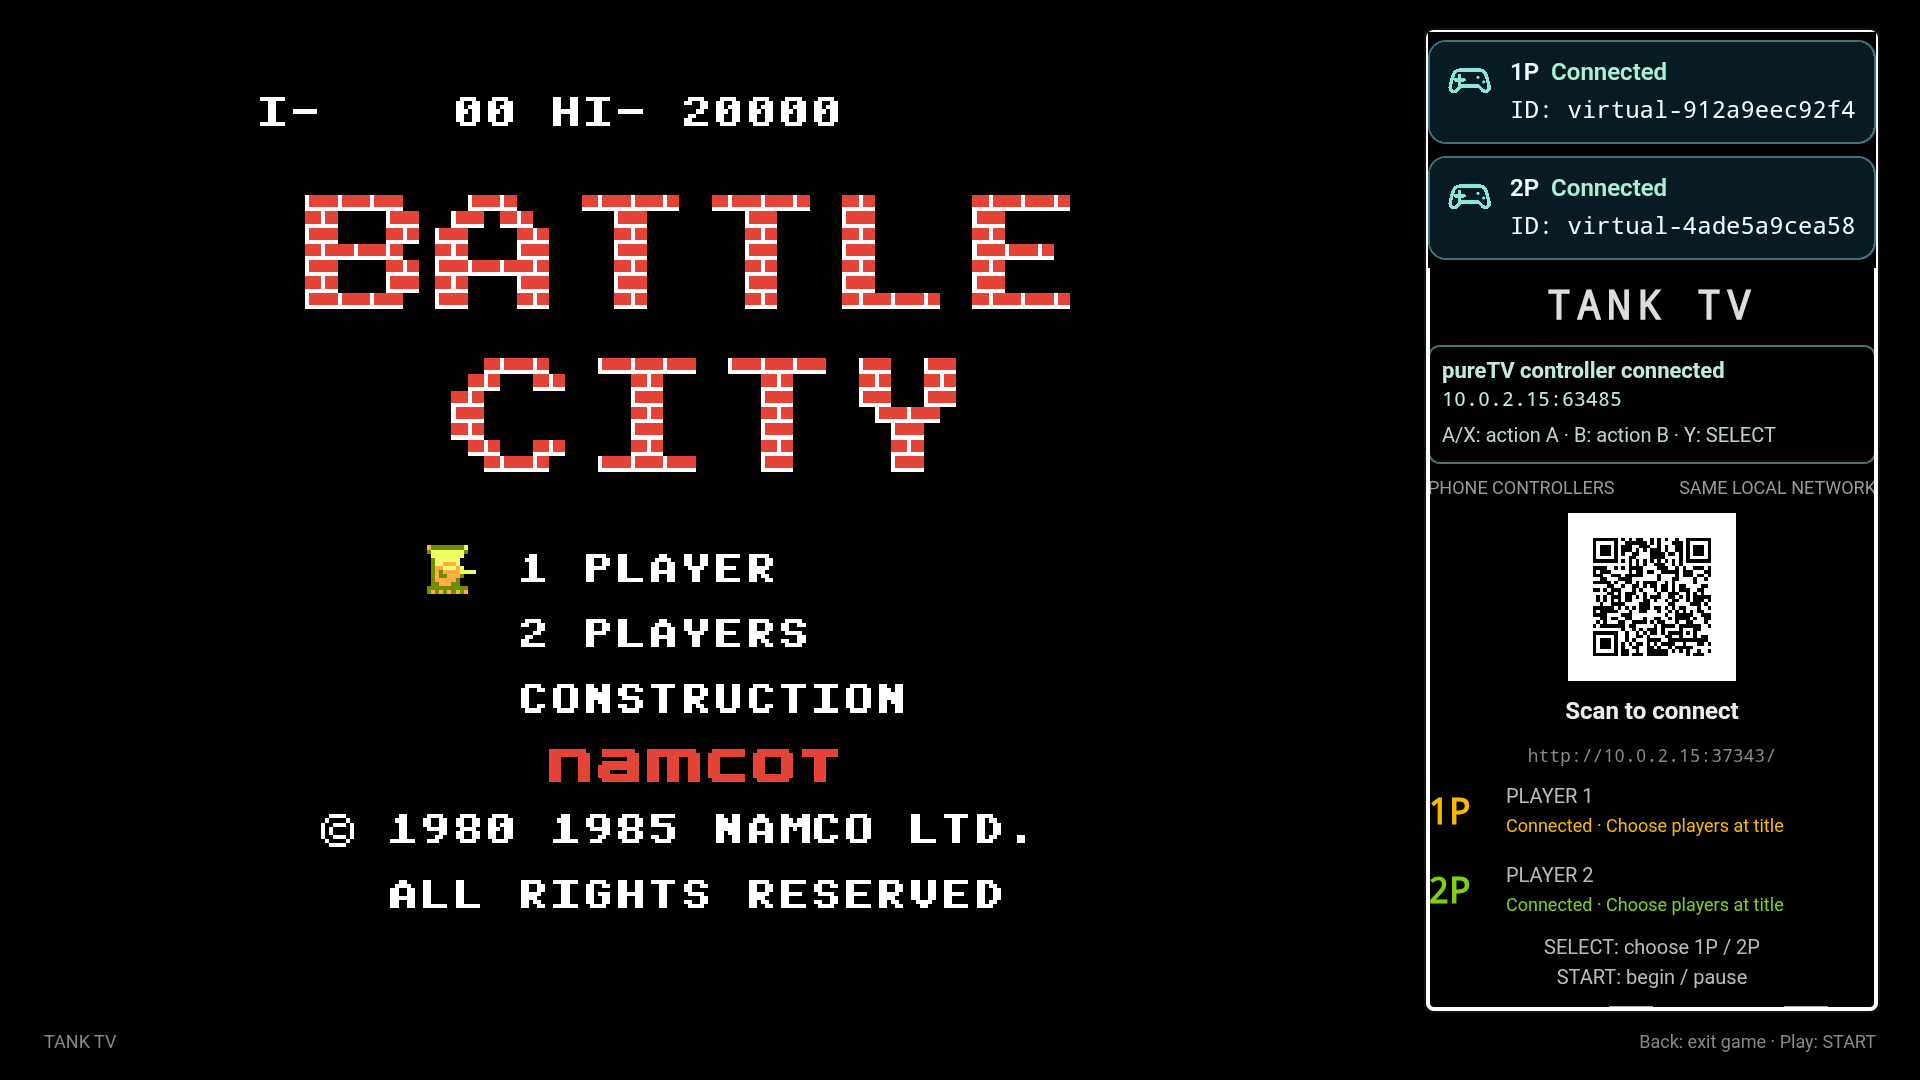 I-     00 HI- 20000
BATTLE
CITY
1 PLAYER
2 PLAYERS
CONSTRUCTION
namcot
© 1980 1985 NAMCO LTD.
ALL RIGHTS RESERVED
TANK TV
1P Connected
ID: virtual-912a9eec92f4
2P Connected
ID: virtual-4ade5a9cea58
TANK TV
pureTV controller connected
10.0.2.15:63485
A/X: action A · B: action B · Y: SELECT
PHONE CONTROLLERS SAME LOCAL NETWORK
Scan to connect
http://10.0.2.15:37343/
1P PLAYER 1
Connected · Choose players at title
2P PLAYER 2
Connected · Choose players at title
SELECT: choose 1P / 2P
START: begin / pause
Back: exit game · Play: START